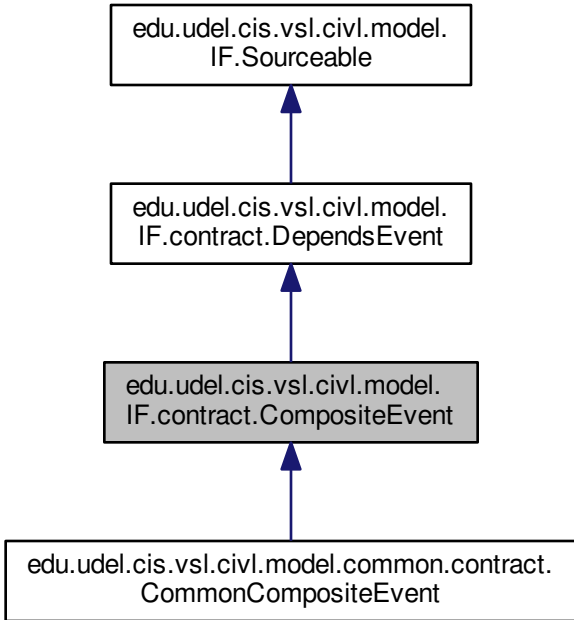 edu.udel.cis.vsl.civl.model.
IF.Sourceable
edu.udel.cis.vsl.civl.model.
IF.contract.DependsEvent
edu.udel.cis.vsl.civl.model.
IF.contract.CompositeEvent
edu.udel.cis.vsl.civl.model.common.contract.
CommonCompositeEvent